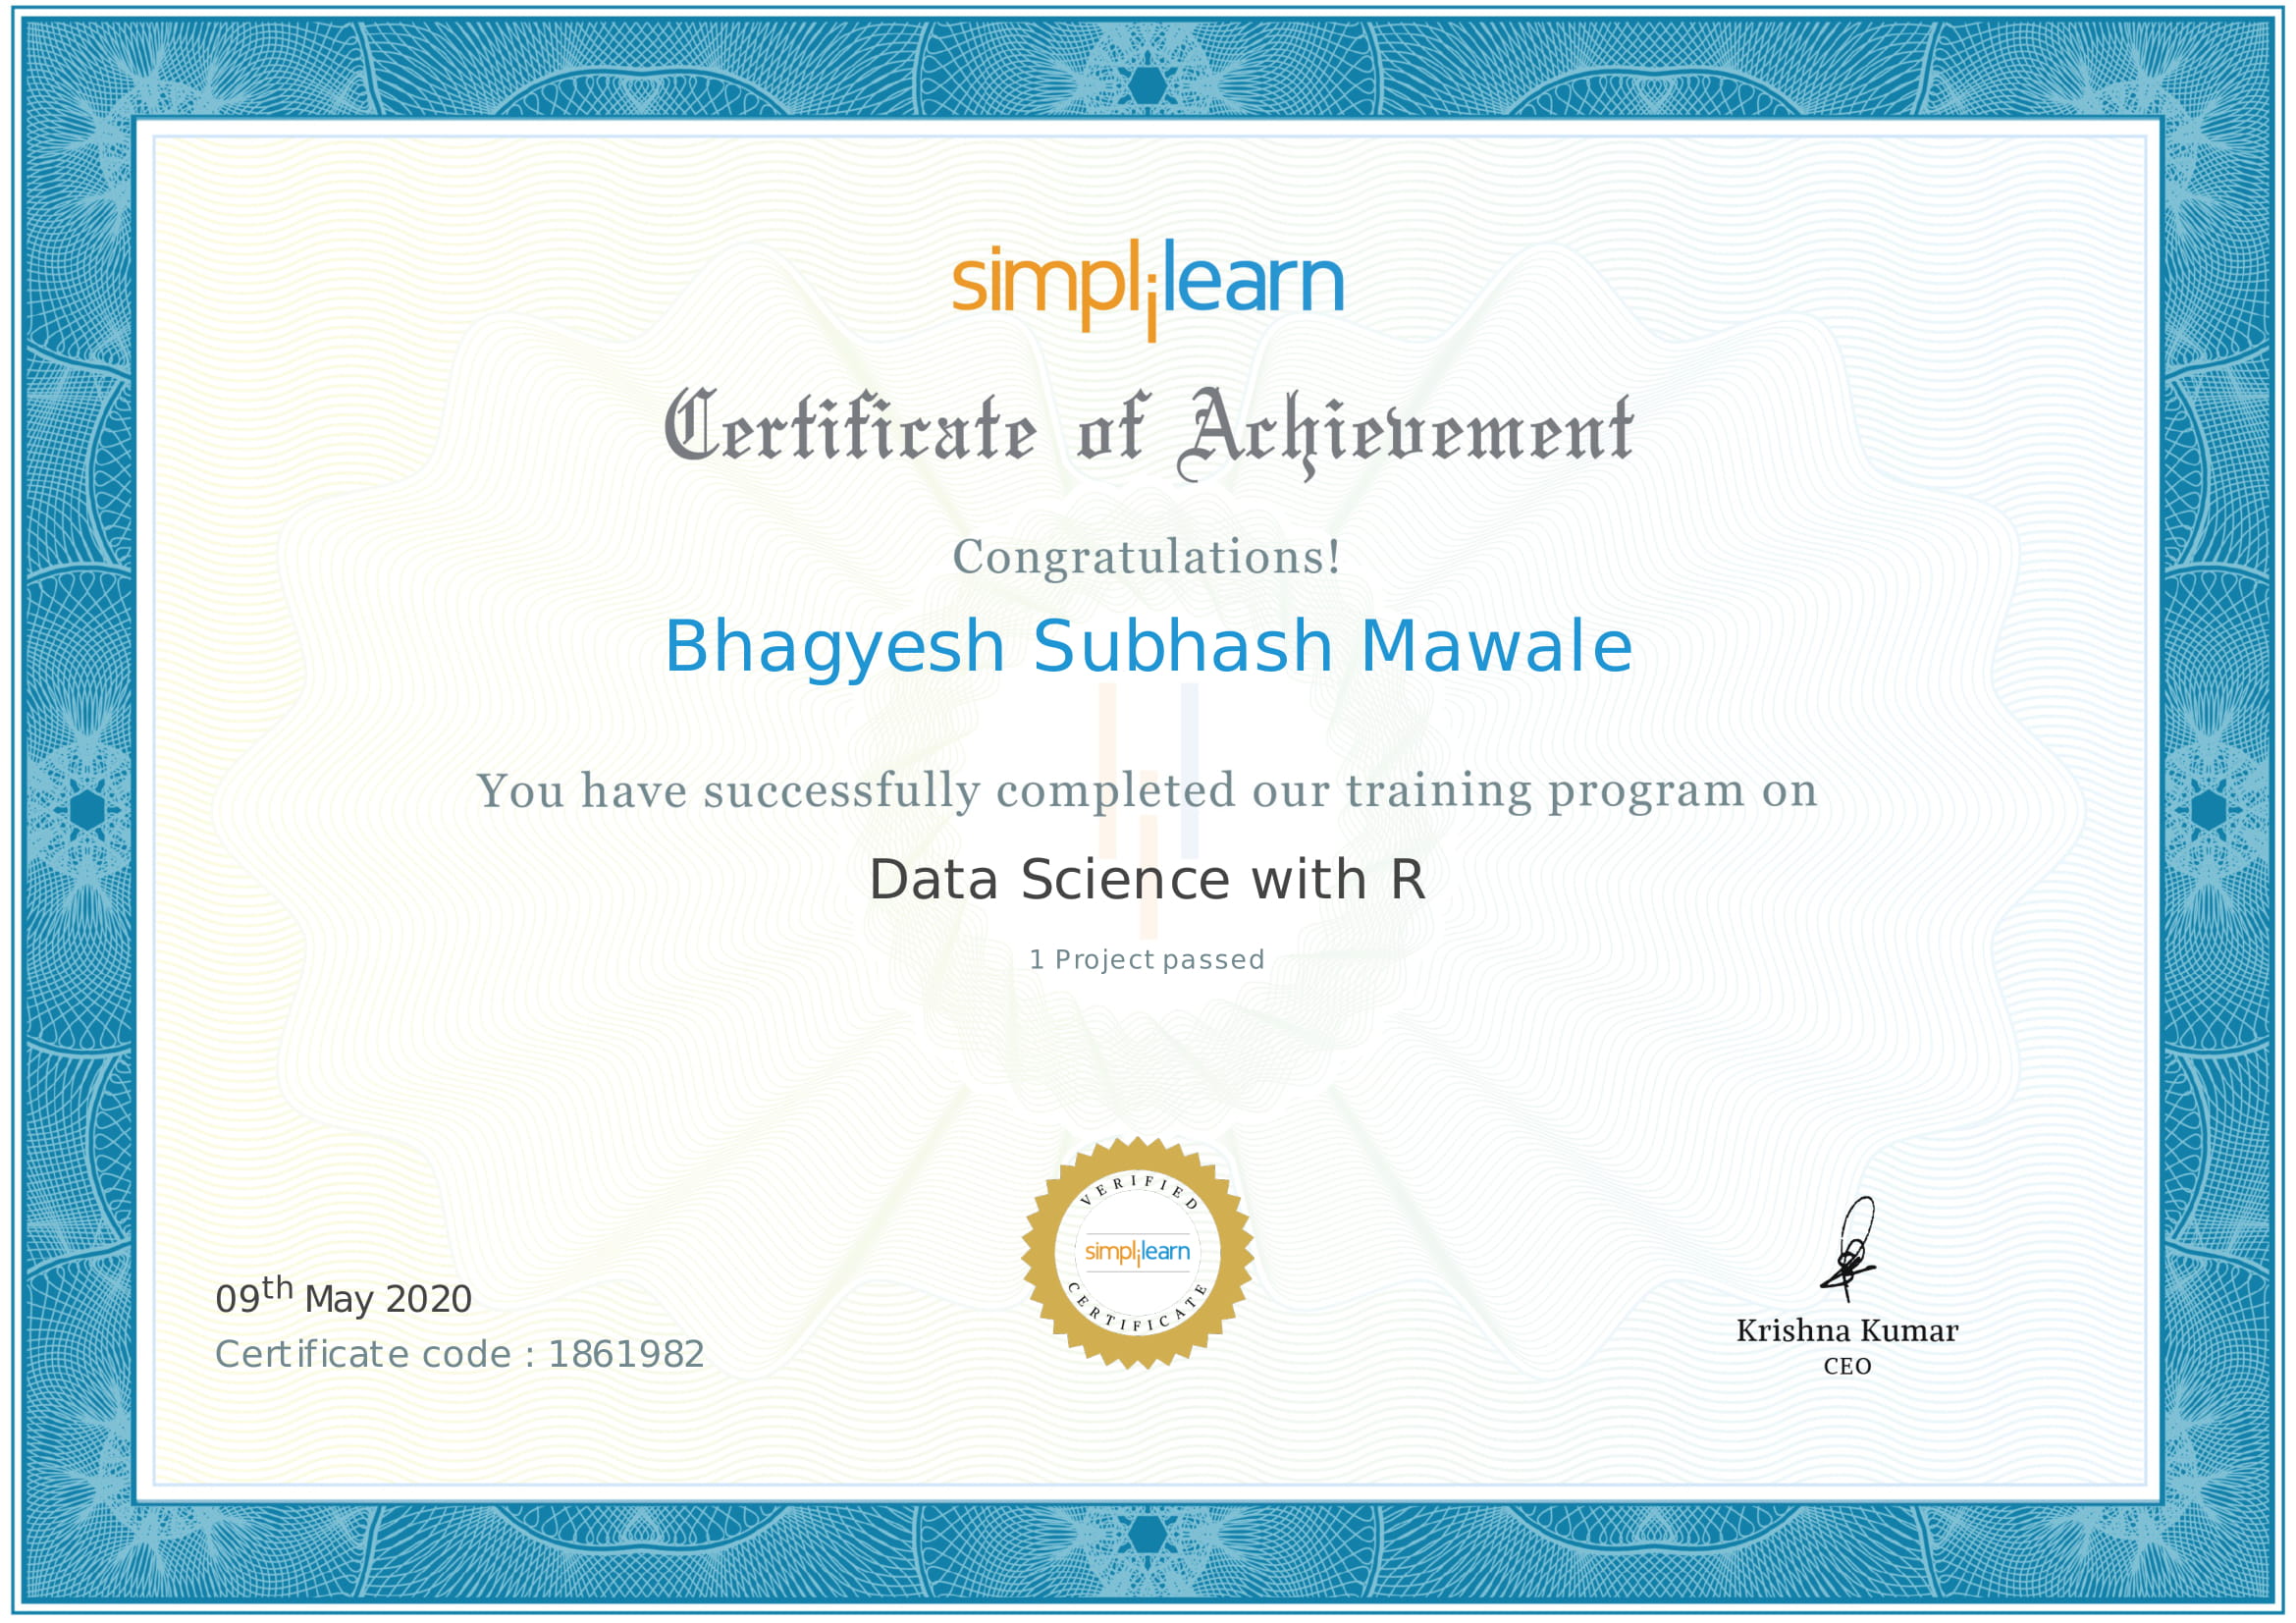 simplilearn
Certificate of Achievement
Congratulations!
Bhagyesh Subhash Mawale
You have successfully completed our training program on
Data Science with R
1 Project passed
VERIFIED
simplilearn
CERTIFICATE
09th May 2020
Certificate code : 1861982
Krishna Kumar
CEO